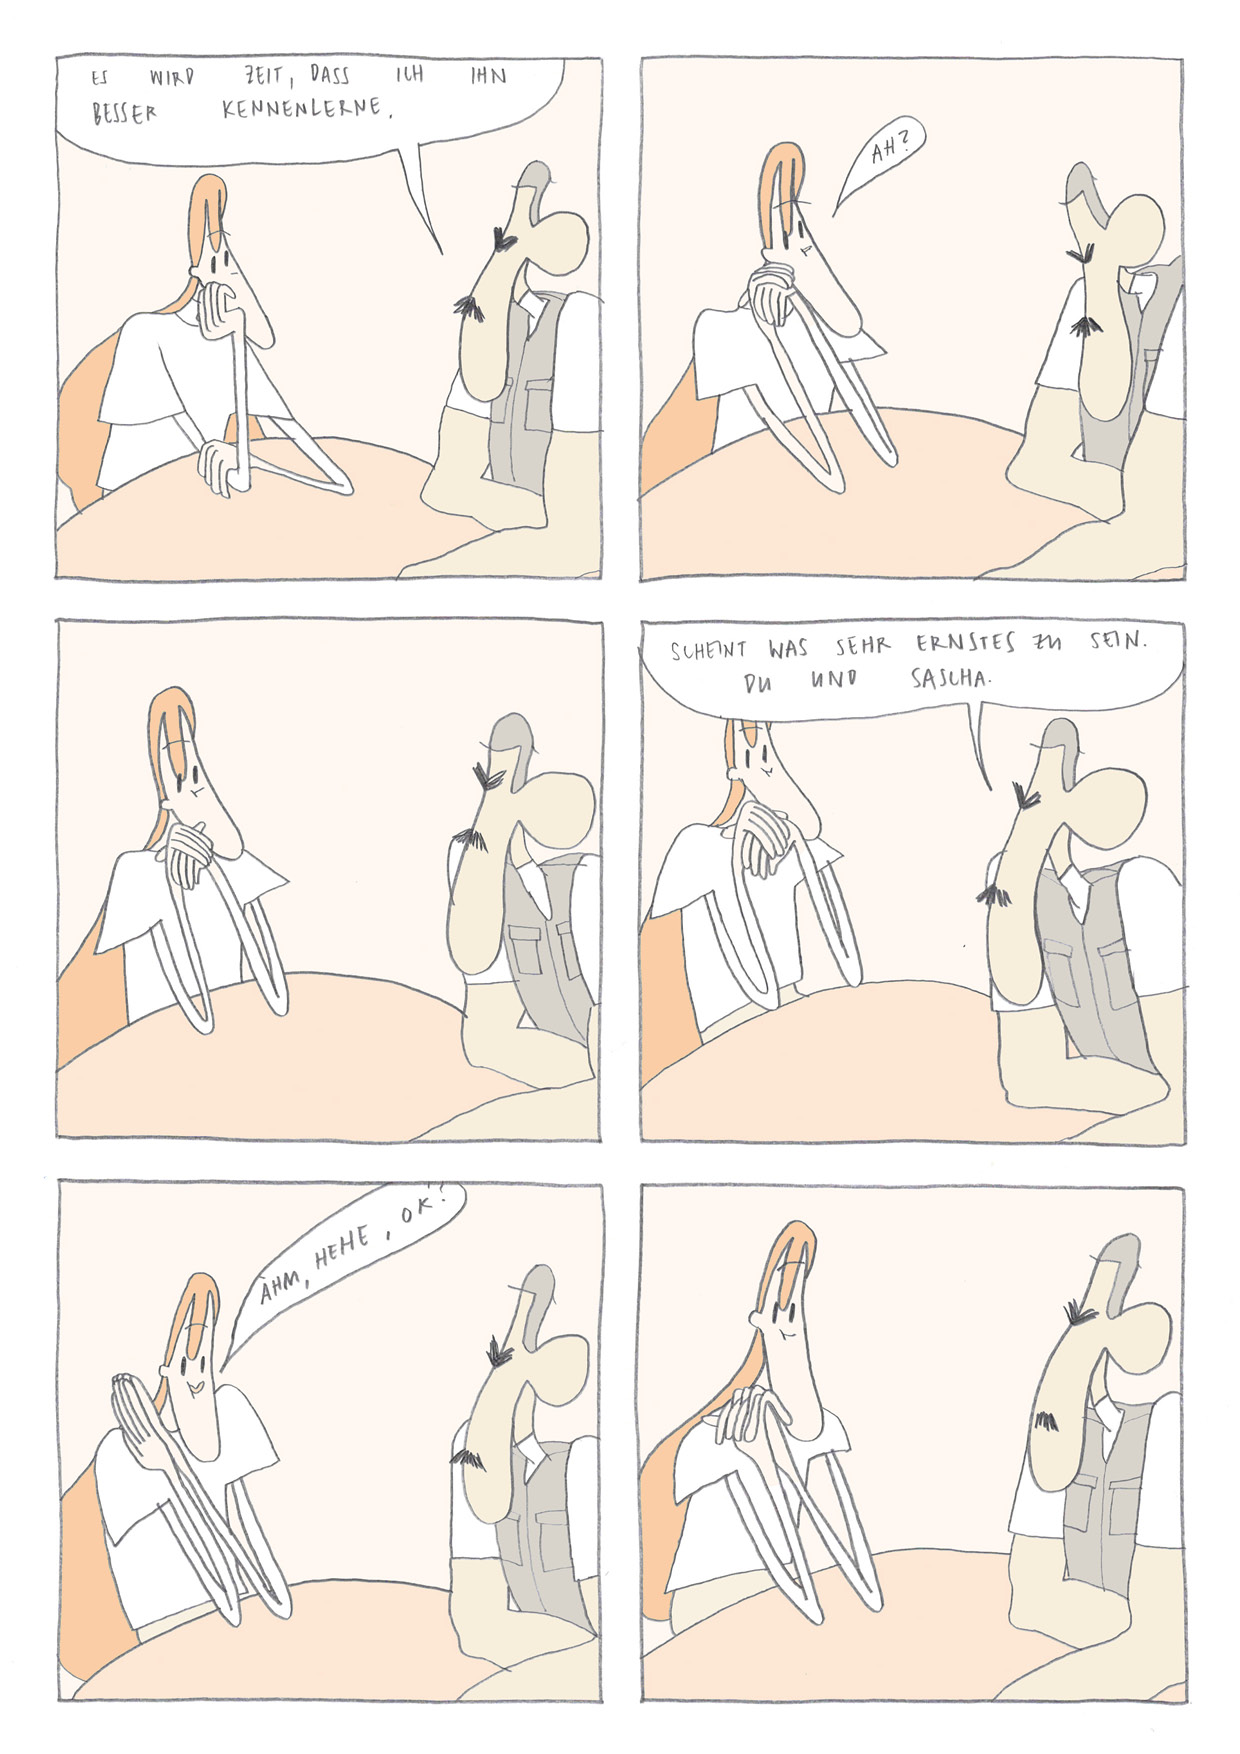 ES WIRD ZEIT, DASS ICH IHN
BESSER KENNENLERNE.
AH?
SCHEINT WAS SEHR ERNSTES ZU SEIN.
DU UND SASCHA.
ÄHM, HEHE, OK?